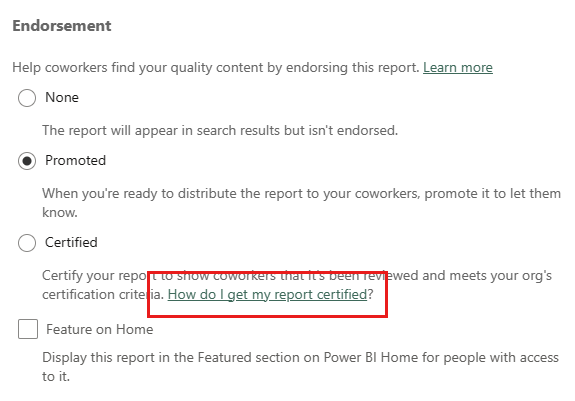 Endorsement
Help coworkers find your quality content by endorsing this report. Learn more
None
The report will appear in search results but isn't endorsed.
Promoted
When you're ready to distribute the report to your coworkers, promote it to let them
know.
Certified
Certify your report to show coworkers that it's been reviewed and meets your org's
certification criteria. How do I get my report certified?
Feature on Home
Display this report in the Featured section on Power BI Home for people with access
to it.